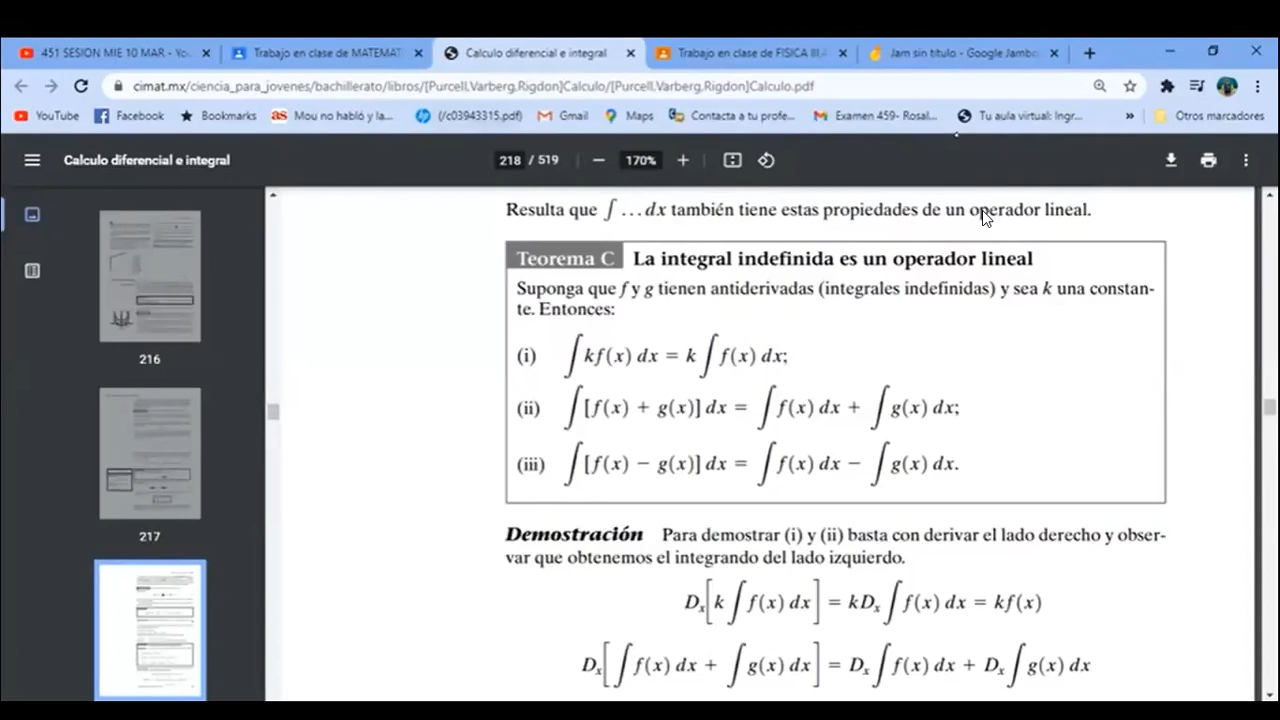 451 SESION MIE 10 MAR - You
Trabajo en clase de MATEMAT
Calculo diferencial e integral
Trabajo en clase de FISICA III.
Jam sin titulo - Google Jambo
cimat.mx/ciencia_para_jovenes/bachillerato/libros/[Purcell,Varberg,Rigdon]Calculo/[Purcell,Varberg,Rigdon]Calculo.pdf
YouTube Facebook Bookmarks as Mou no habló y la... (/c03943315.pdf) Gmail Maps Contacta a tu profe... Examen 459- Rosal... Tu aula virtual: Ingr... » Otros marcadores
Calculo diferencial e integral 218 / 519 − 170% +
216
217
Resulta que ∫ … dx también tiene estas propiedades de un operador lineal.
Teorema C La integral indefinida es un operador lineal
Suponga que f y g tienen antiderivadas (integrales indefinidas) y sea k una constan-
te. Entonces:
(i) ∫ kf(x) dx = k ∫ f(x) dx;
(ii) ∫ [f(x) + g(x)] dx = ∫ f(x) dx + ∫ g(x) dx;
(iii) ∫ [f(x) − g(x)] dx = ∫ f(x) dx − ∫ g(x) dx.
Demostración Para demostrar (i) y (ii) basta con derivar el lado derecho y obser-
var que obtenemos el integrando del lado izquierdo.
Dx[k ∫ f(x) dx] = kDx ∫ f(x) dx = kf(x)
Dx[∫ f(x) dx + ∫ g(x) dx] = Dx ∫ f(x) dx + Dx ∫ g(x) dx